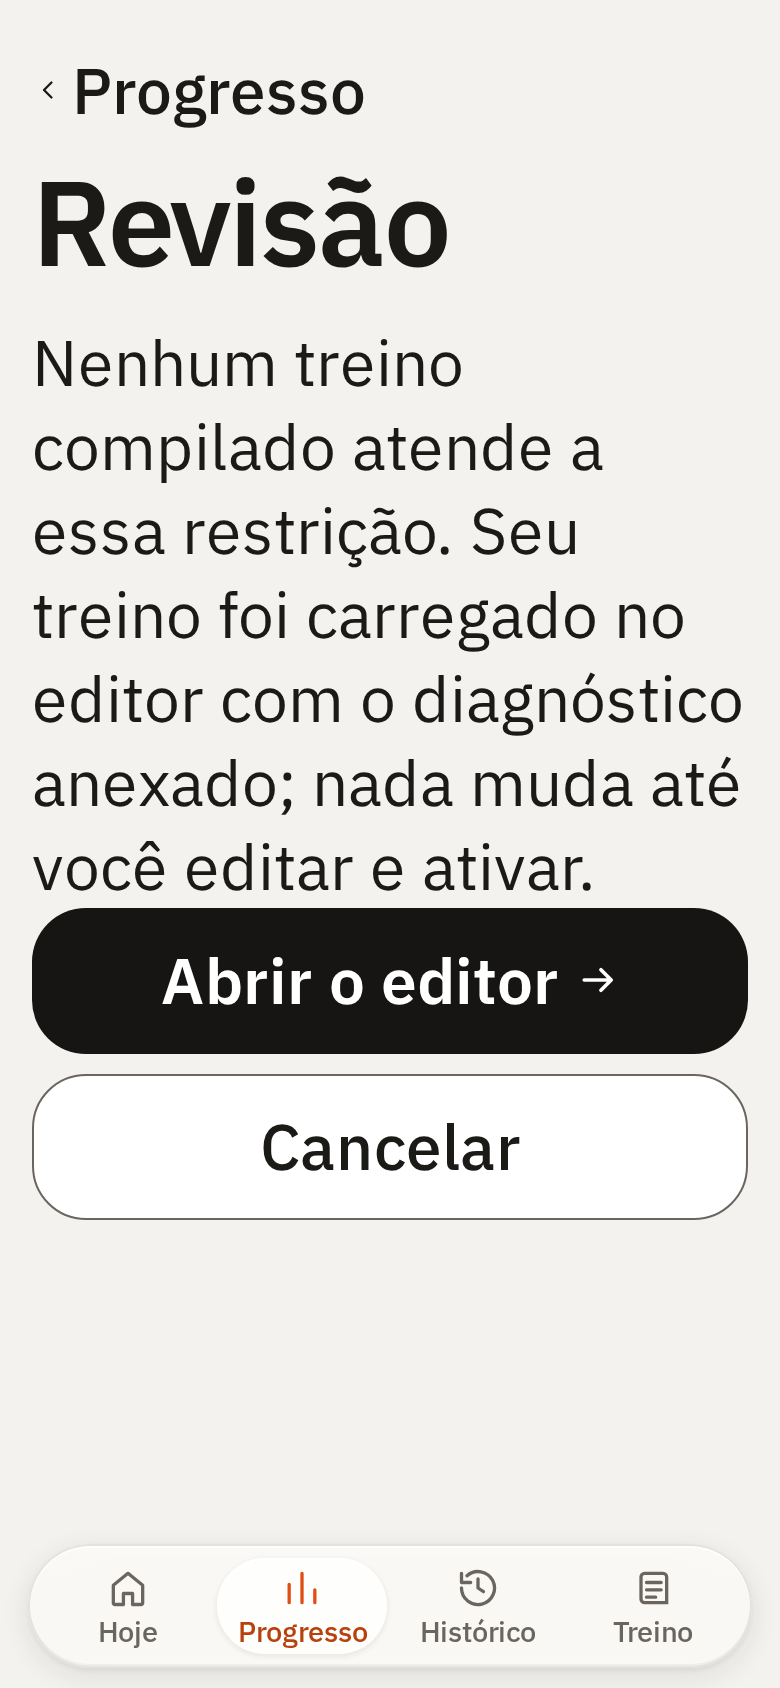 Progresso
Revisão
Nenhum treino
compilado atende a
essa restrição. Seu
treino foi carregado no
editor com o diagnóstico
anexado; nada muda até
você editar e ativar.
Abrir o editor →
Cancelar
Hoje
Progresso
Histórico
Treino